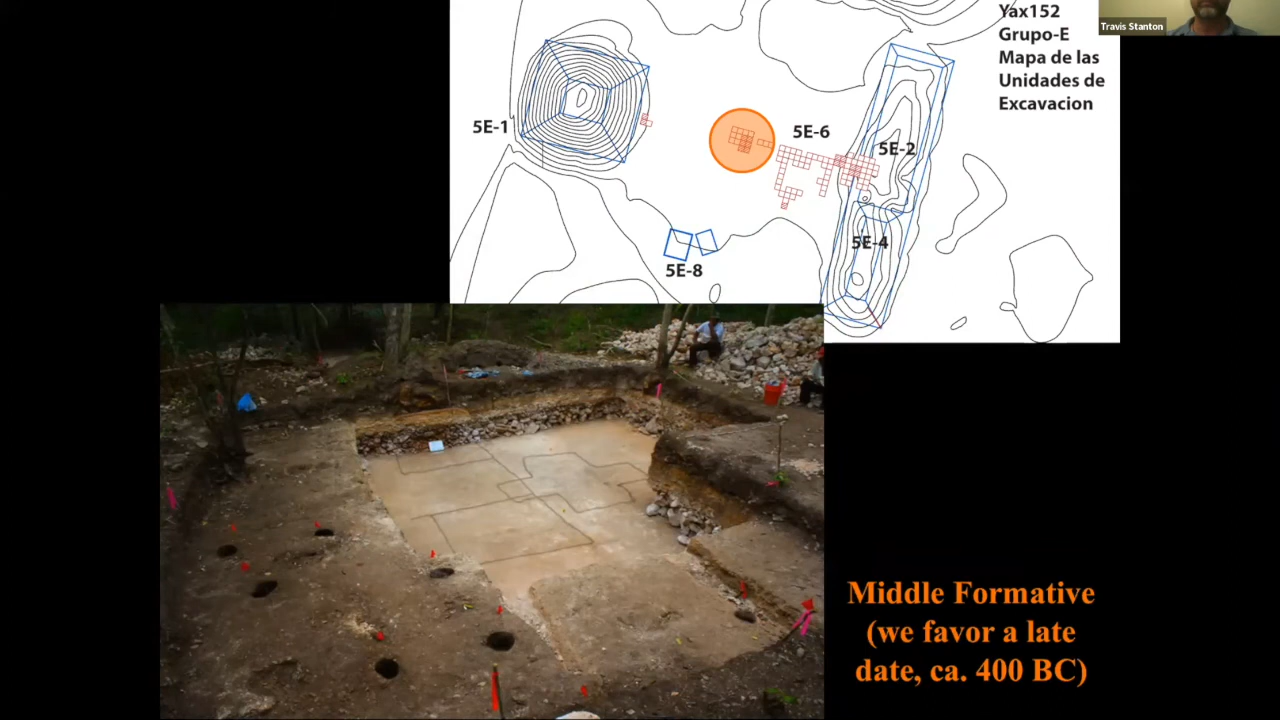 Yax152
Grupo-E
Mapa de las
Unidades de
Excavacion
Travis Stanton
5E-1
5E-6
5E-2
5E-4
5E-8
Middle Formative
(we favor a late
date, ca. 400 BC)